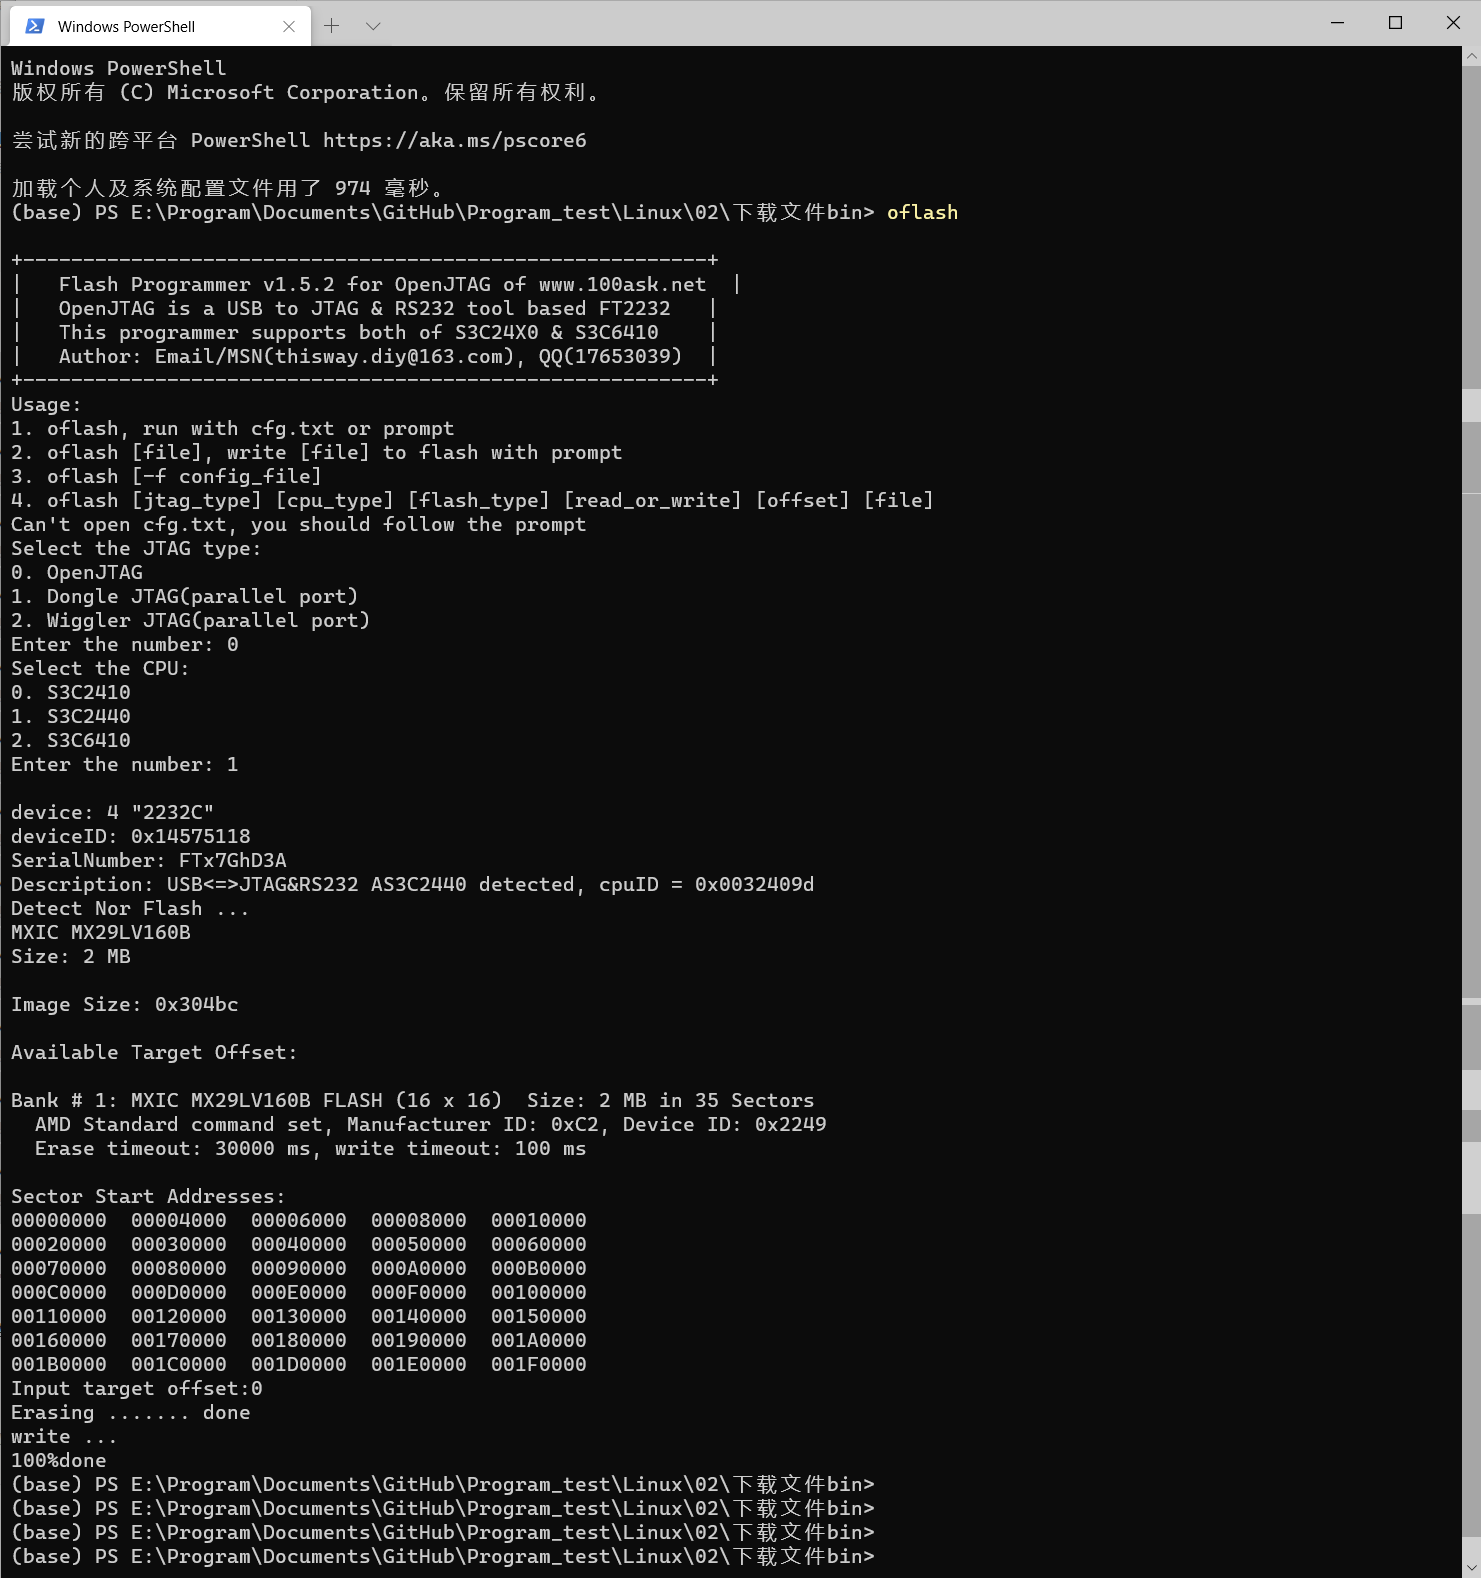 Windows PowerShell
Windows PowerShell
版权所有 (C) Microsoft Corporation。保留所有权利。
尝试新的跨平台 PowerShell https://aka.ms/pscore6
加载个人及系统配置文件用了 974 毫秒。
(base) PS E:\Program\Documents\GitHub\Program_test\Linux\02\下载文件bin> oflash
+---------------------------------------------------------+
|   Flash Programmer v1.5.2 for OpenJTAG of www.100ask.net  |
|   OpenJTAG is a USB to JTAG & RS232 tool based FT2232   |
|   This programmer supports both of S3C24X0 & S3C6410    |
|   Author: Email/MSN(thisway.diy@163.com), QQ(17653039)  |
+---------------------------------------------------------+
Usage:
1. oflash, run with cfg.txt or prompt
2. oflash [file], write [file] to flash with prompt
3. oflash [-f config_file]
4. oflash [jtag_type] [cpu_type] [flash_type] [read_or_write] [offset] [file]
Can't open cfg.txt, you should follow the prompt
Select the JTAG type:
0. OpenJTAG
1. Dongle JTAG(parallel port)
2. Wiggler JTAG(parallel port)
Enter the number: 0
Select the CPU:
0. S3C2410
1. S3C2440
2. S3C6410
Enter the number: 1
device: 4 "2232C"
deviceID: 0x14575118
SerialNumber: FTx7GhD3A
Description: USB<=>JTAG&RS232 AS3C2440 detected, cpuID = 0x0032409d
Detect Nor Flash ...
MXIC MX29LV160B
Size: 2 MB
Image Size: 0x304bc
Available Target Offset:
Bank # 1: MXIC MX29LV160B FLASH (16 x 16)  Size: 2 MB in 35 Sectors
  AMD Standard command set, Manufacturer ID: 0xC2, Device ID: 0x2249
  Erase timeout: 30000 ms, write timeout: 100 ms
Sector Start Addresses:
00000000  00004000  00006000  00008000  00010000
00020000  00030000  00040000  00050000  00060000
00070000  00080000  00090000  000A0000  000B0000
000C0000  000D0000  000E0000  000F0000  00100000
00110000  00120000  00130000  00140000  00150000
00160000  00170000  00180000  00190000  001A0000
001B0000  001C0000  001D0000  001E0000  001F0000
Input target offset:0
Erasing ....... done
write ...
100%done
(base) PS E:\Program\Documents\GitHub\Program_test\Linux\02\下载文件bin>
(base) PS E:\Program\Documents\GitHub\Program_test\Linux\02\下载文件bin>
(base) PS E:\Program\Documents\GitHub\Program_test\Linux\02\下载文件bin>
(base) PS E:\Program\Documents\GitHub\Program_test\Linux\02\下载文件bin>